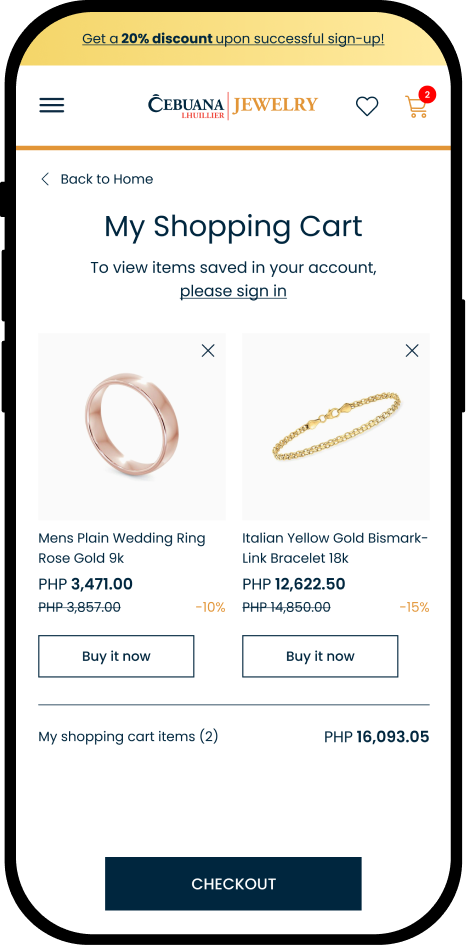 Get a 20% discount upon successful sign-up!
ĈEBUANA
LHUILLIER
JEWELRY
2
Back to Home
My Shopping Cart
To view items saved in your account,
please sign in
Mens Plain Wedding Ring
Rose Gold 9k
PHP 3,471.00
PHP 3,857.00 -10%
Buy it now
Italian Yellow Gold Bismark-
Link Bracelet 18k
PHP 12,622.50
PHP 14,850.00 -15%
Buy it now
My shopping cart items (2) PHP 16,093.05
CHECKOUT